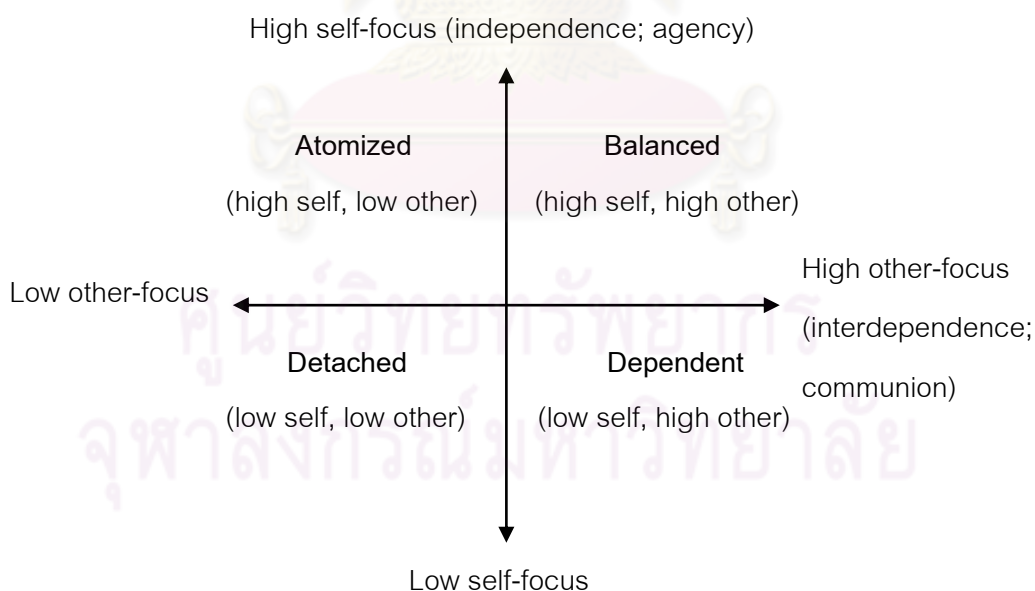 High self-focus (independence; agency)
Atomized
(high self, low other)
Balanced
(high self, high other)
Low other-focus
High other-focus
(interdependence;
communion)
Detached
(low self, low other)
Dependent
(low self, high other)
Low self-focus
ศูนย์วิทยทรัพยากร
จุฬาลงกรณ์มหาวิทยาลัย